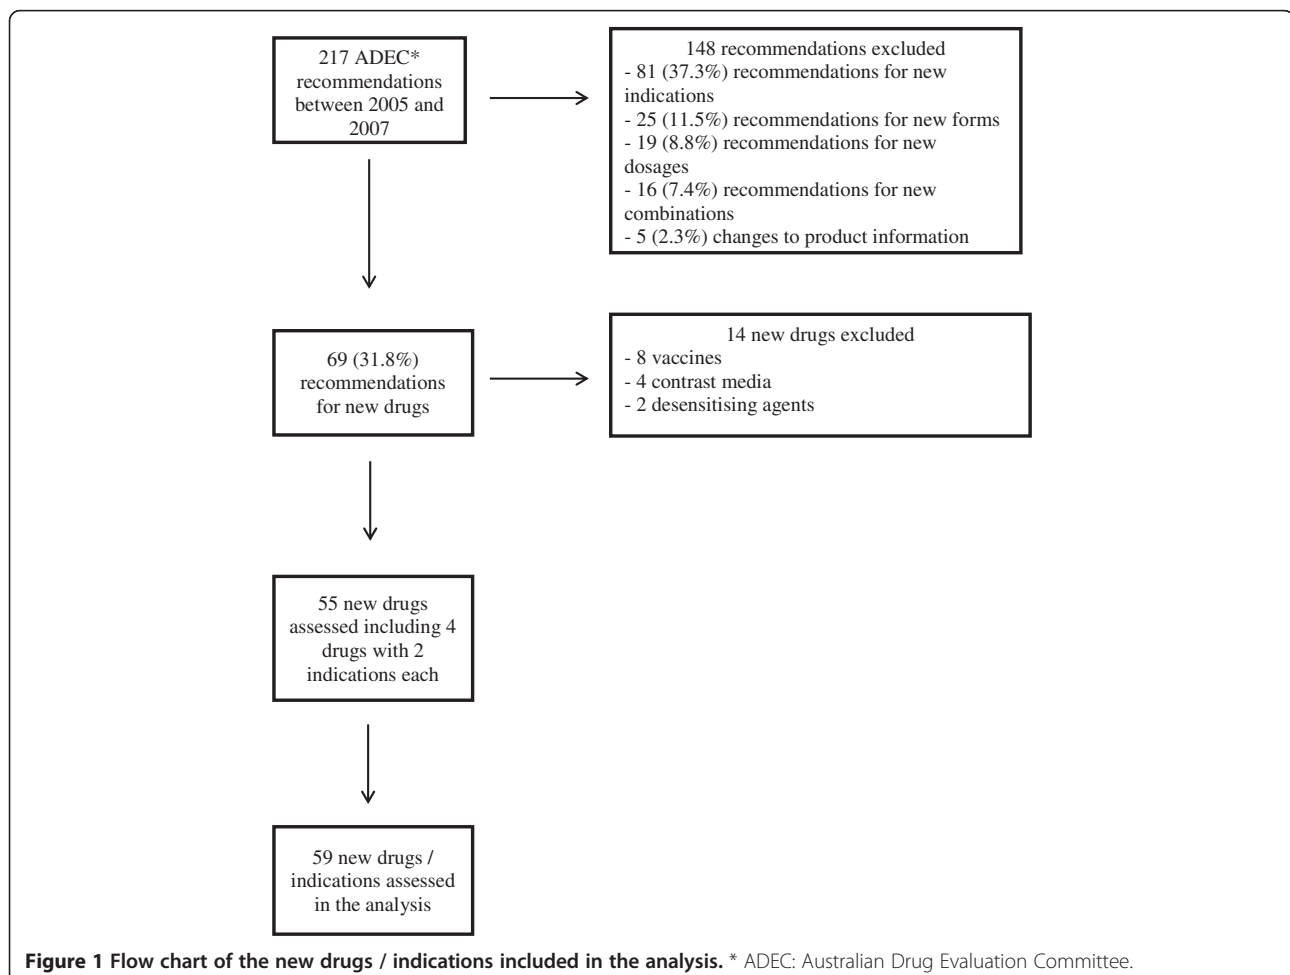 217 ADEC*
recommendations
between 2005 and
2007
148 recommendations excluded
- 81 (37.3%) recommendations for new
indications
- 25 (11.5%) recommendations for new forms
- 19 (8.8%) recommendations for new
dosages
- 16 (7.4%) recommendations for new
combinations
- 5 (2.3%) changes to product information
69 (31.8%)
recommendations
for new drugs
14 new drugs excluded
- 8 vaccines
- 4 contrast media
- 2 desensitising agents
55 new drugs
assessed including 4
drugs with 2
indications each
59 new drugs /
indications assessed
in the analysis
Figure 1 Flow chart of the new drugs / indications included in the analysis. * ADEC: Australian Drug Evaluation Committee.